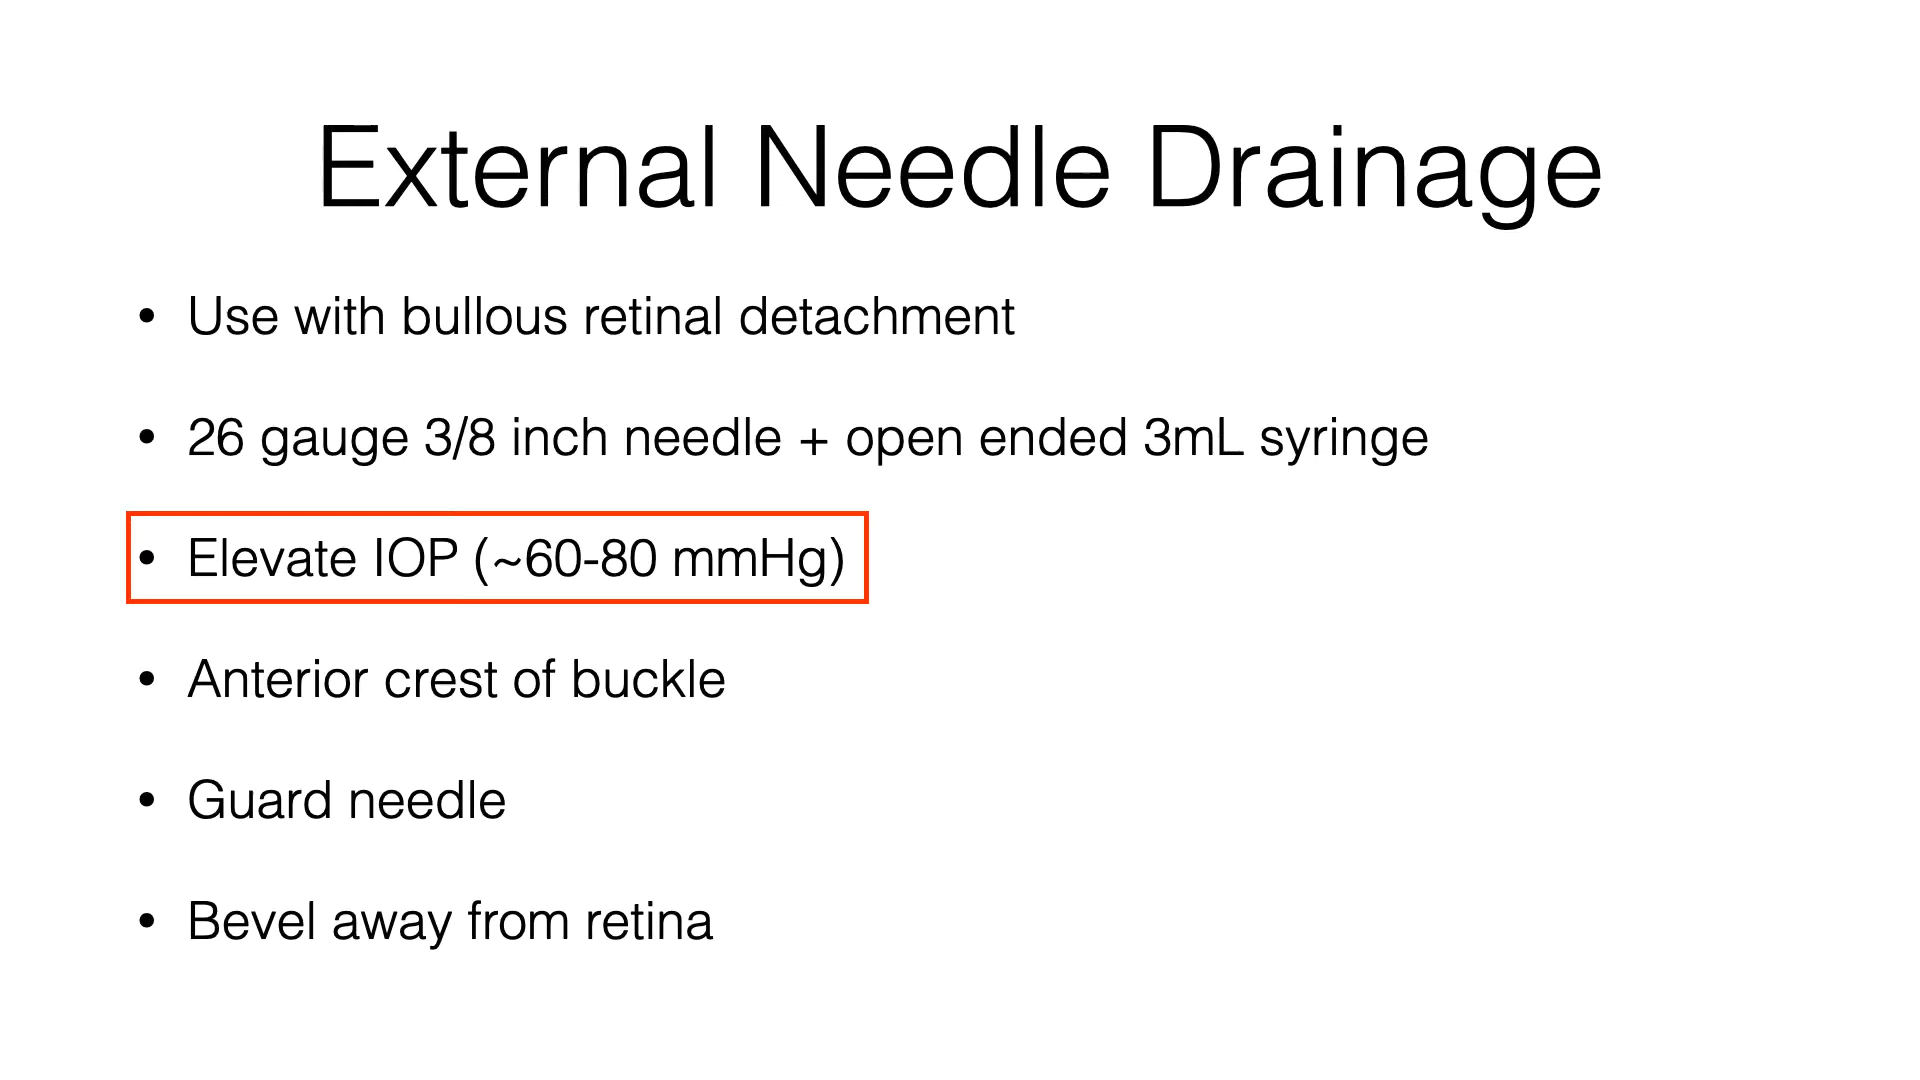 External Needle Drainage
• Use with bullous retinal detachment
• 26 gauge 3/8 inch needle + open ended 3mL syringe
• Elevate IOP (~60-80 mmHg)
• Anterior crest of buckle
• Guard needle
• Bevel away from retina